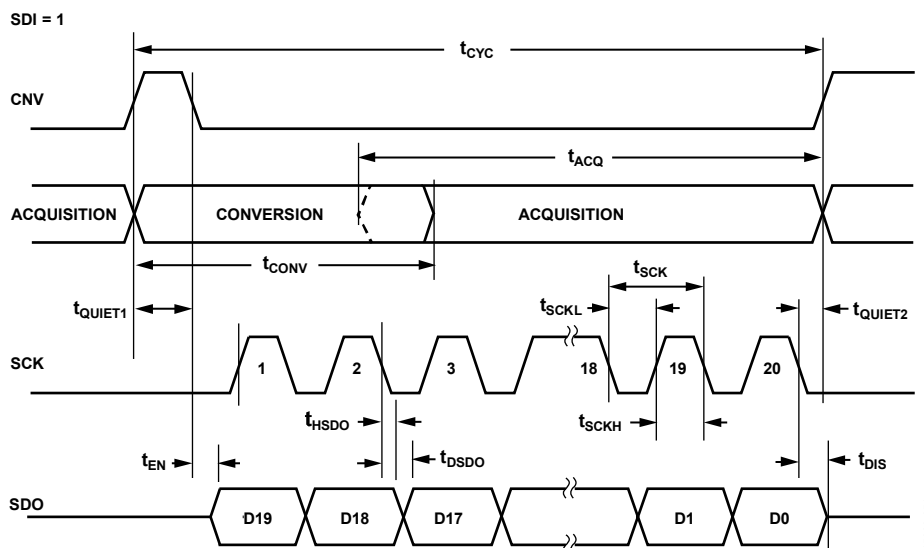 SDI = 1
tCYC
CNV
tACQ
ACQUISITION
CONVERSION
ACQUISITION
tCONV
tSCK
tQUIET1
tSCKL
tQUIET2
SCK
1
2
3
18
19
20
tHSDO
tSCKH
tEN
tDSDO
tDIS
SDO
D19
D18
D17
D1
D0